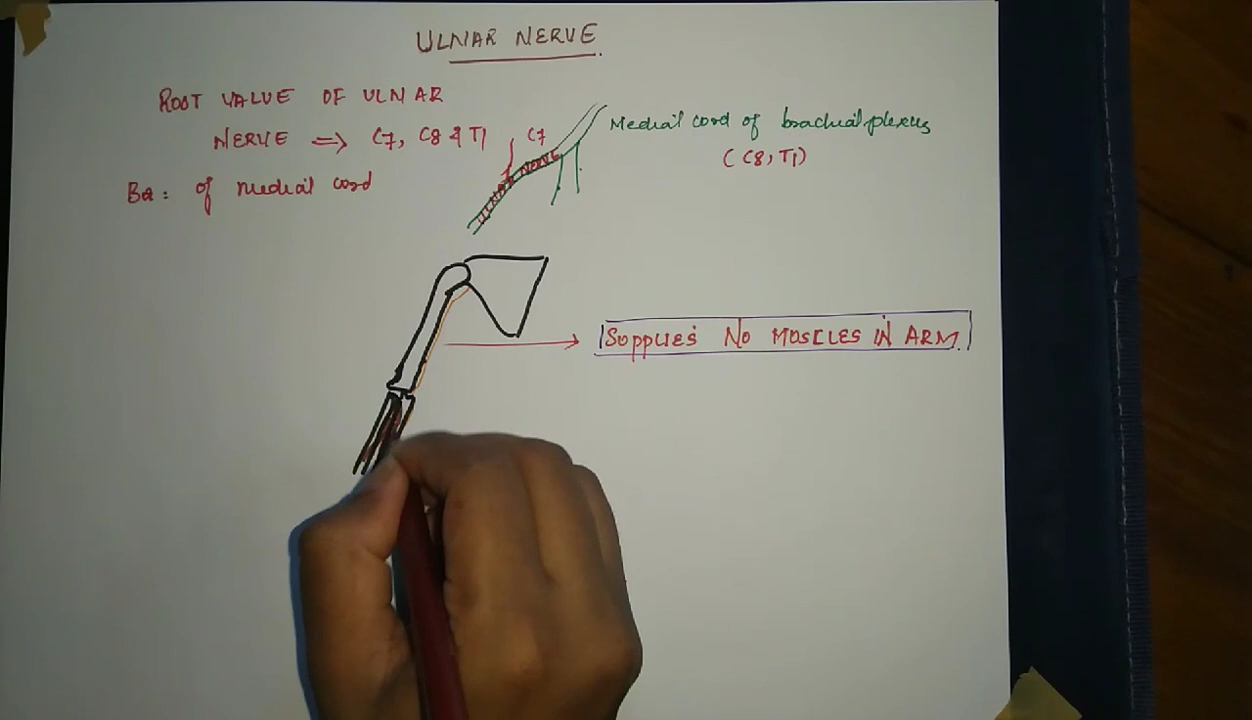 ULNAR NERVE
ROOT VALUE OF ULNAR
NERVE => C7, C8 & T1
Ba: of medial cord
C7
ULNAR NERVE
Medial cord of brachial plexus
(C8, T1)
Supplies No MUSCLES IN ARM.